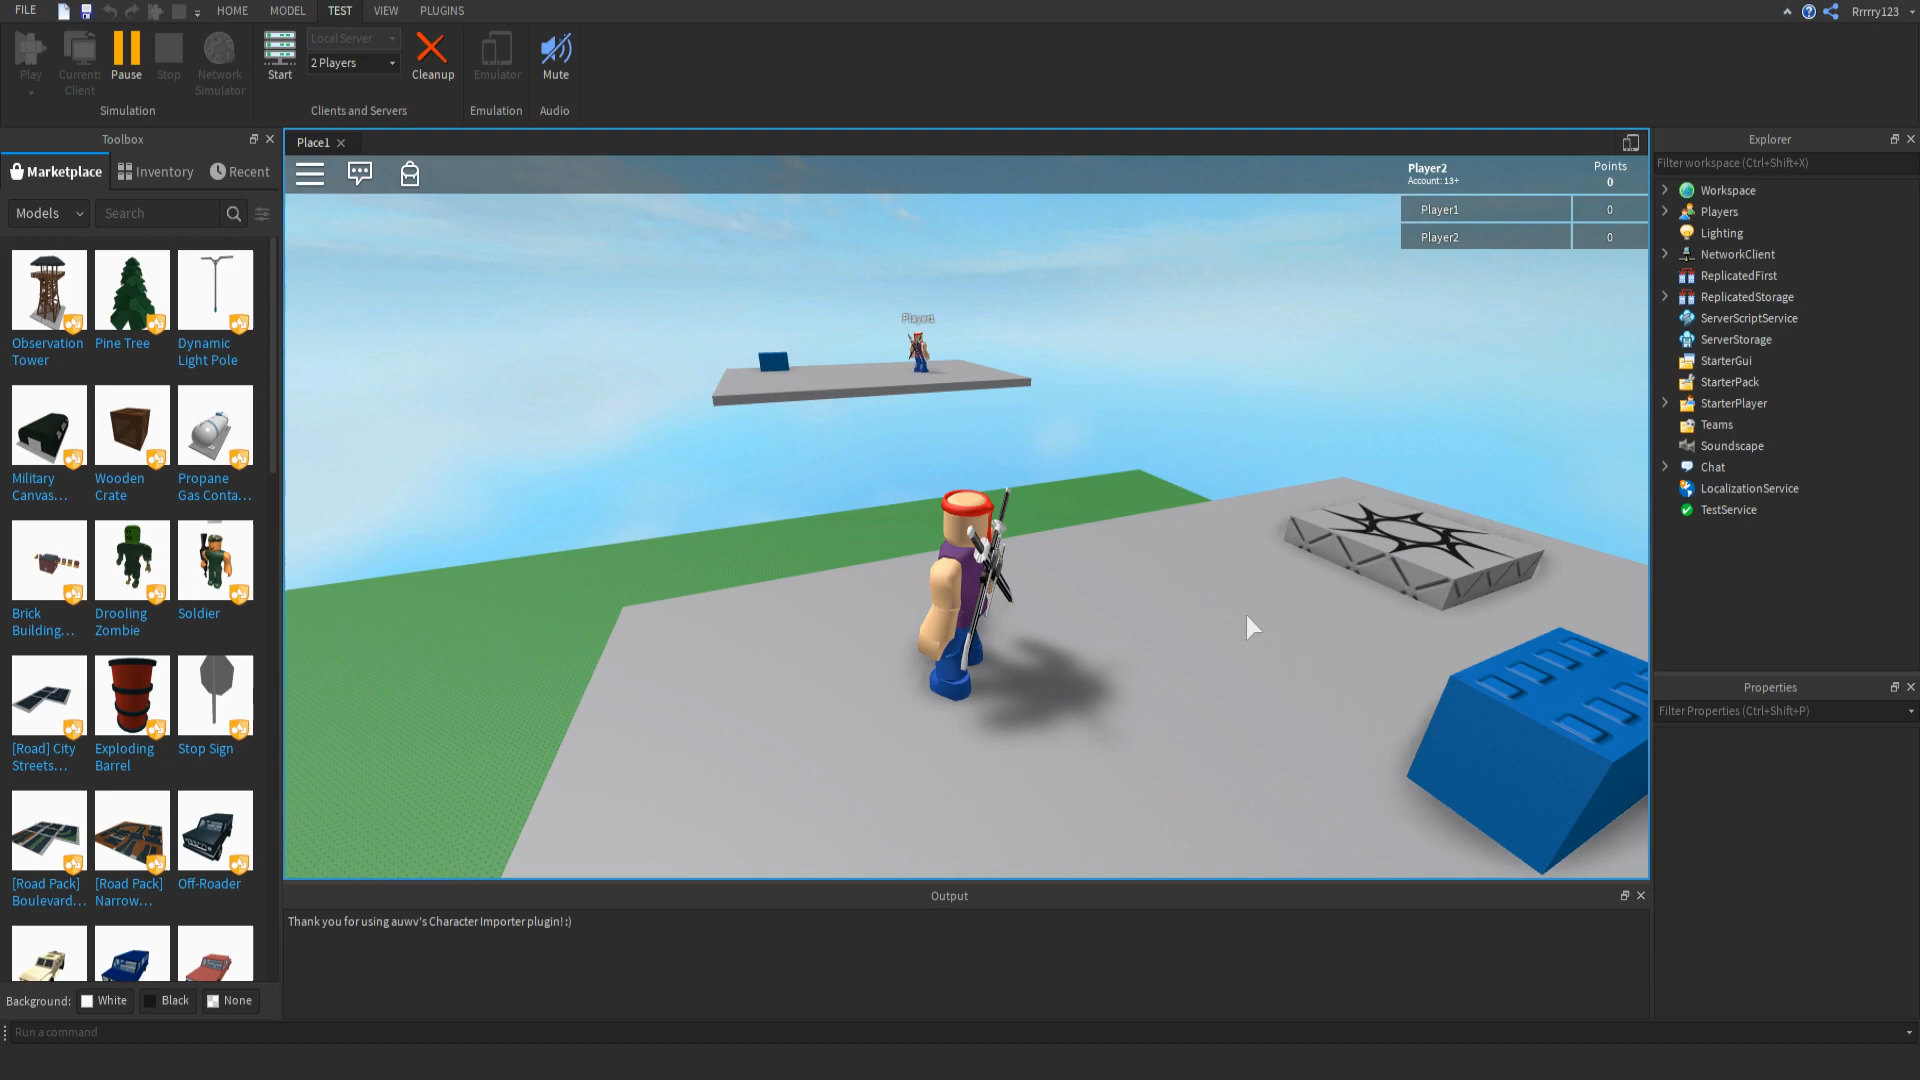 FILE
HOME
MODEL
TEST
VIEW
PLUGINS
Rrrrry123
Play
Current:
Client
Pause
Stop
Network
Simulator
Simulation
Start
Local Server
2 Players
Cleanup
Clients and Servers
Emulator
Emulation
Mute
Audio
Toolbox
Marketplace
Inventory
Recent
Models
Search
Observation
Tower
Pine Tree
Dynamic
Light Pole
Military
Canvas...
Wooden
Crate
Propane
Gas Conta...
Brick
Building...
Drooling
Zombie
Soldier
[Road] City
Streets...
Exploding
Barrel
Stop Sign
[Road Pack]
Boulevard...
[Road Pack]
Narrow...
Off-Roader
Background:
White
Black
None
Run a command
Place1
Player2
Account: 13+
Points
0
Player1
0
Player2
0
Player1
Output
Thank you for using auwv's Character Importer plugin! :)
Explorer
Filter workspace (Ctrl+Shift+X)
Workspace
Players
Lighting
NetworkClient
ReplicatedFirst
ReplicatedStorage
ServerScriptService
ServerStorage
StarterGui
StarterPack
StarterPlayer
Teams
Soundscape
Chat
LocalizationService
TestService
Properties
Filter Properties (Ctrl+Shift+P)